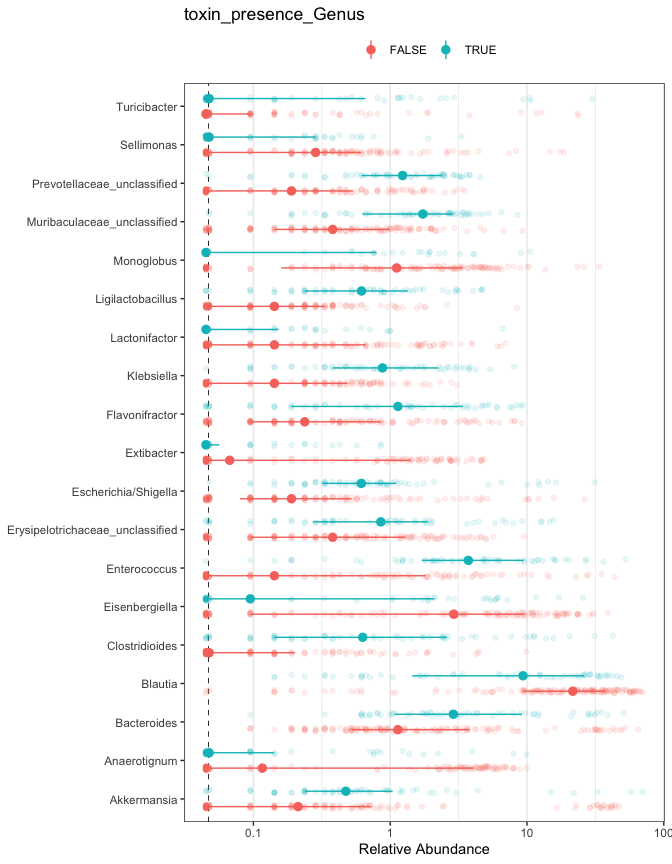 toxin_presence_Genus
FALSE TRUE
Turicibacter
Sellimonas
Prevotellaceae_unclassified
Muribaculaceae_unclassified
Monoglobus
Ligilactobacillus
Lactonifactor
Klebsiella
Flavonifractor
Extibacter
Escherichia/Shigella
Erysipelotrichaceae_unclassified
Enterococcus
Eisenbergiella
Clostridioides
Blautia
Bacteroides
Anaerotignum
Akkermansia
0.1 1 10 100
Relative Abundance